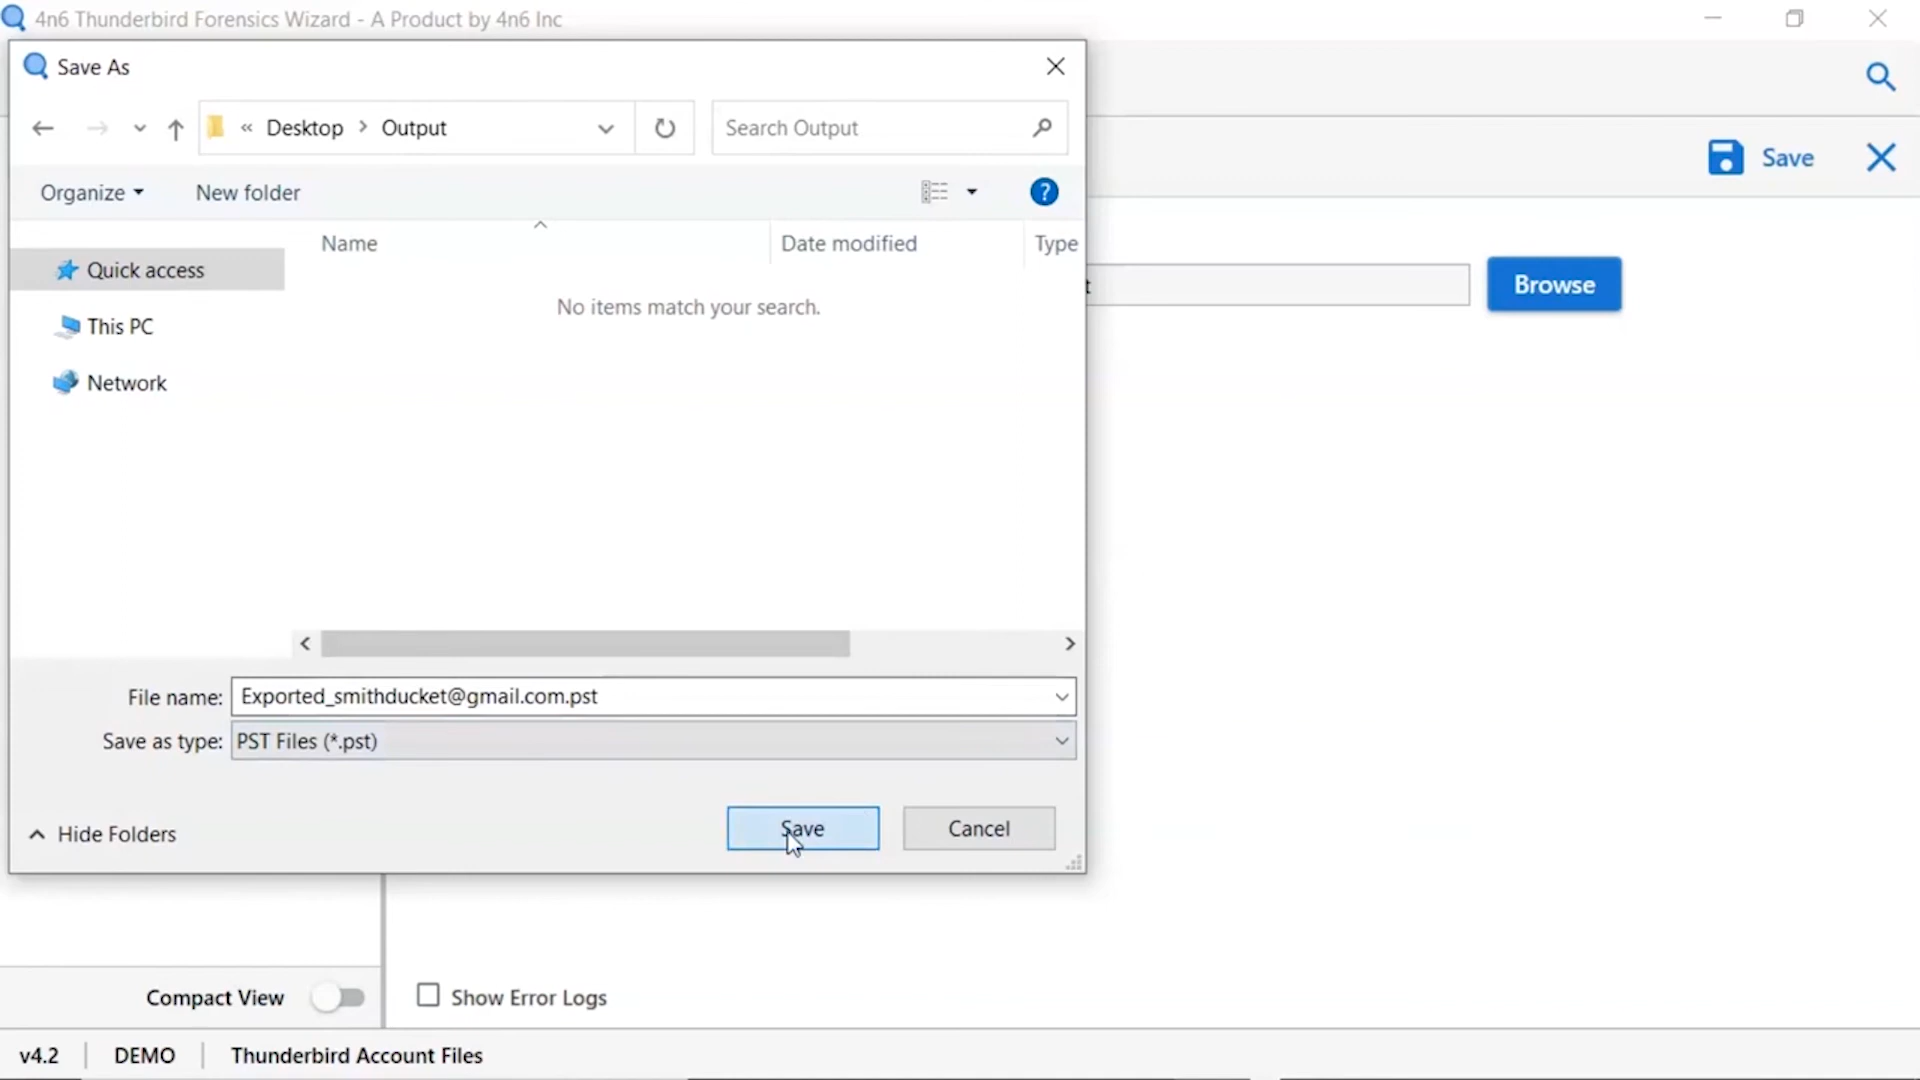 4n6 Thunderbird Forensics Wizard - A Product by 4n6 Inc
Save As
« Desktop > Output
Search Output
Organize
New folder
Save
Name
Date modified
Type
Quick access
No items match your search.
t
Browse
This PC
Network
File name: Exported_smithducket@gmail.com.pst
Save as type: PST Files (*.pst)
Hide Folders
Save
Cancel
Compact View
Show Error Logs
v4.2
DEMO
Thunderbird Account Files